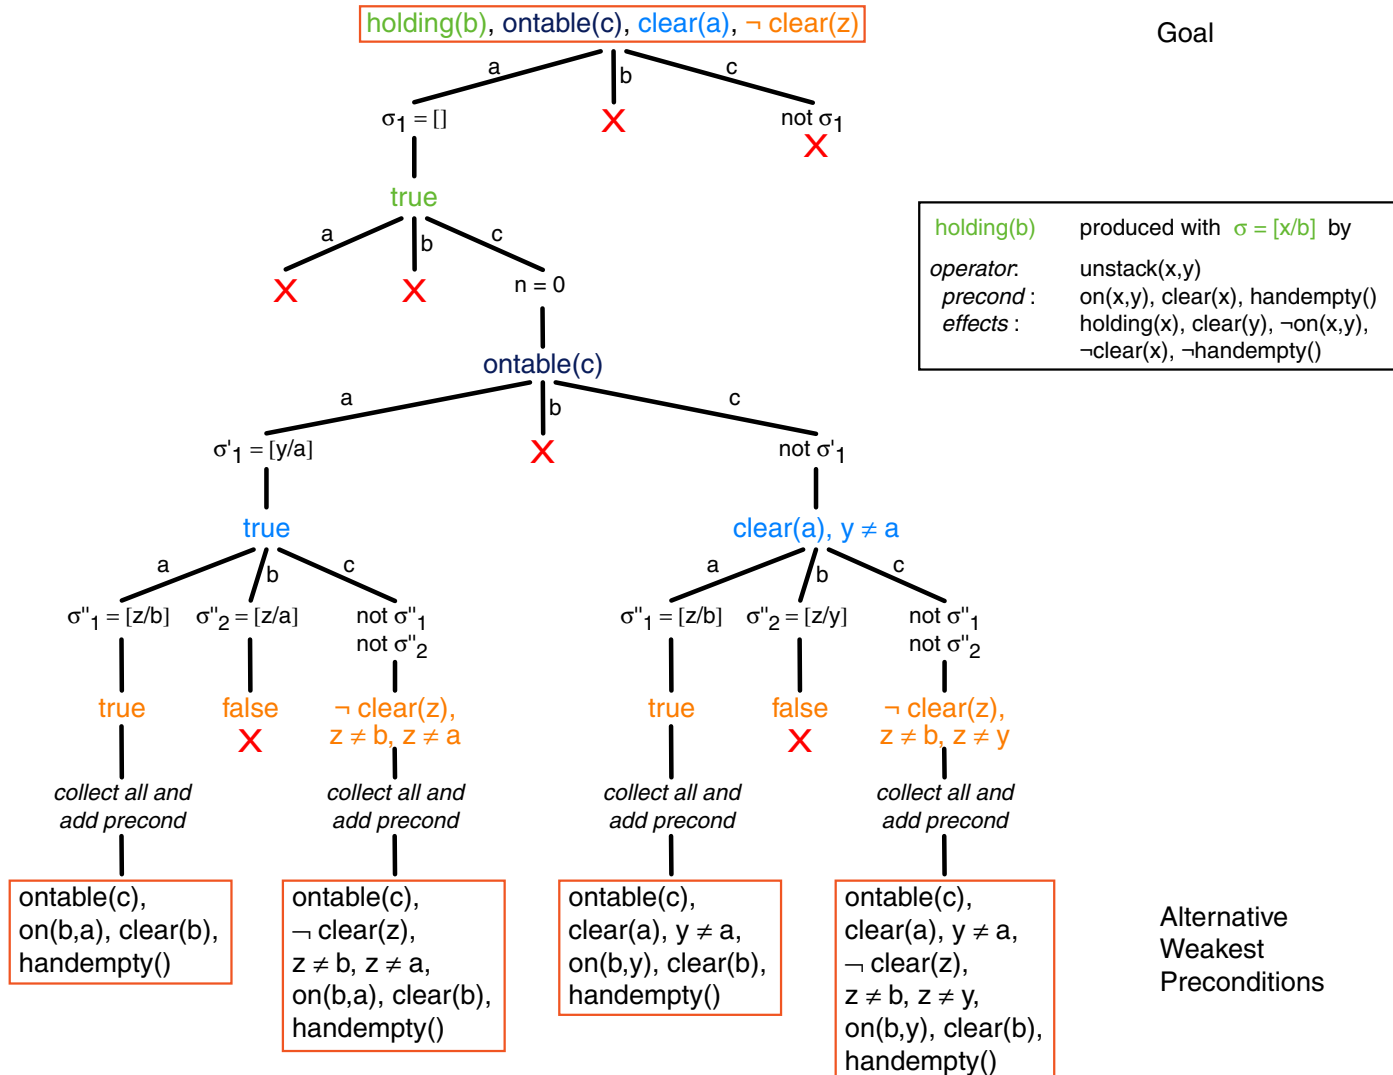 holding(b), ontable(c), clear(a), ¬ clear(z)
Goal
a
b
c
σ1 = []
X
not σ1
X
true
a
b
c
X
X
n = 0
holding(b) produced with σ = [x/b] by
operator: unstack(x,y)
precond : on(x,y), clear(x), handempty()
effects : holding(x), clear(y), ¬on(x,y),
¬clear(x), ¬handempty()
ontable(c)
a
b
c
σ'1 = [y/a]
X
not σ'1
true
clear(a), y ≠ a
a
b
c
a
b
c
σ''1 = [z/b]
σ''2 = [z/a]
not σ''1
not σ''2
σ''1 = [z/b]
σ''2 = [z/y]
not σ''1
not σ''2
true
false
X
¬ clear(z),
z ≠ b, z ≠ a
true
false
X
¬ clear(z),
z ≠ b, z ≠ y
collect all and
add precond
collect all and
add precond
collect all and
add precond
collect all and
add precond
ontable(c),
on(b,a), clear(b),
handempty()
ontable(c),
¬ clear(z),
z ≠ b, z ≠ a,
on(b,a), clear(b),
handempty()
ontable(c),
clear(a), y ≠ a,
on(b,y), clear(b),
handempty()
ontable(c),
clear(a), y ≠ a,
¬ clear(z),
z ≠ b, z ≠ y,
on(b,y), clear(b),
handempty()
Alternative
Weakest
Preconditions